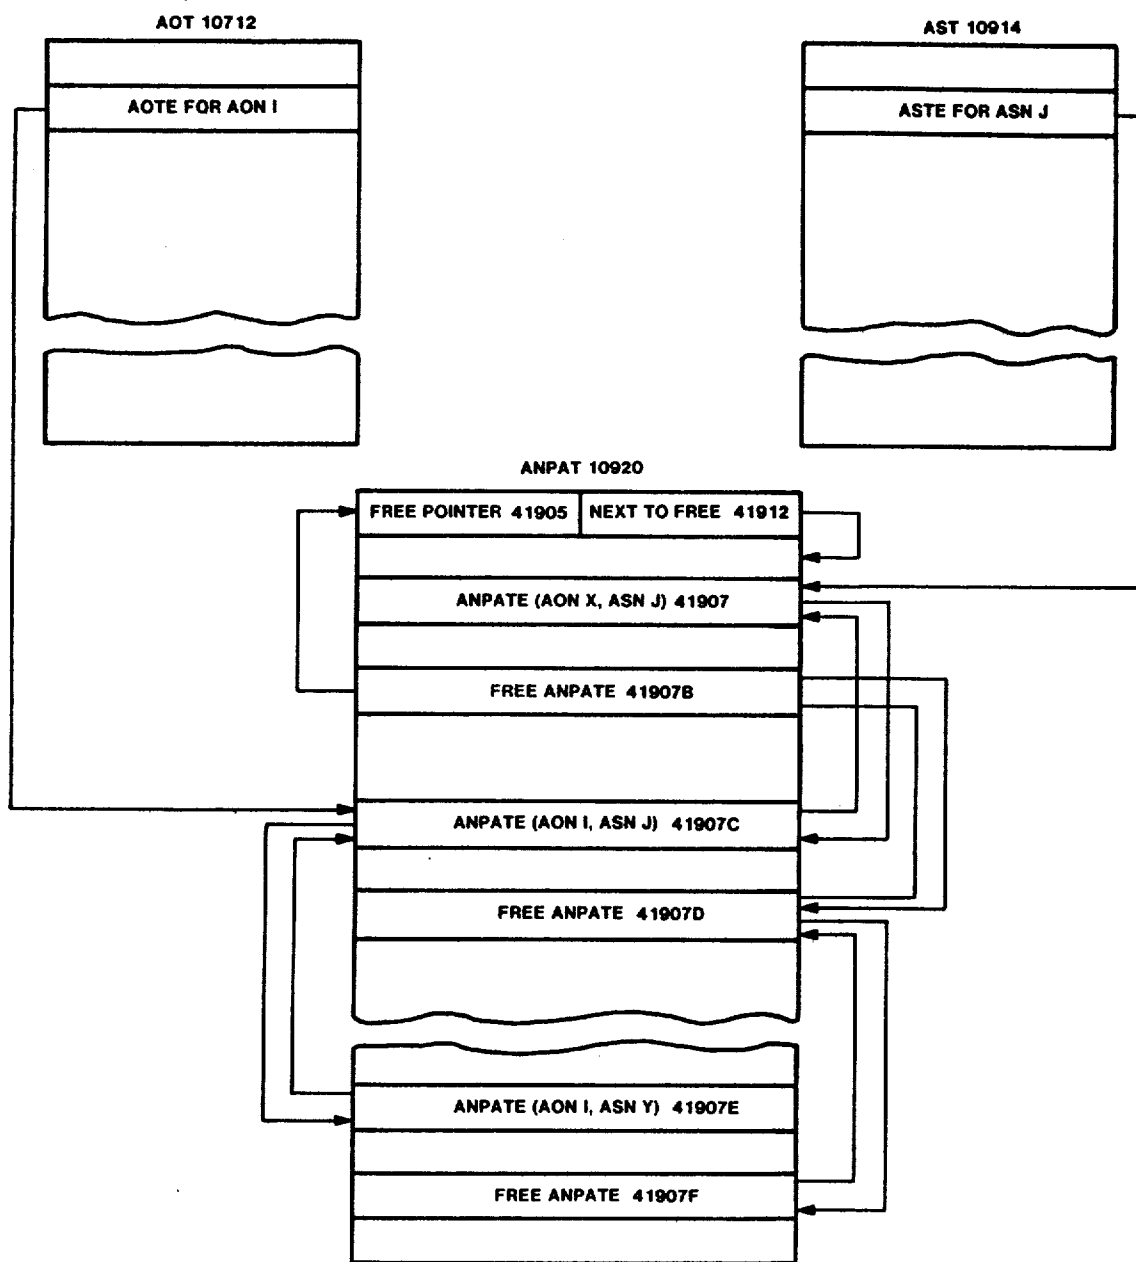 AOT 10712
AST 10914
AOTE FOR AON I
ASTE FOR ASN J
ANPAT 10920
FREE POINTER 41905
NEXT TO FREE 41912
ANPATE (AON X, ASN J) 41907
FREE ANPATE 41907B
ANPATE (AON I, ASN J) 41907C
FREE ANPATE 41907D
ANPATE (AON I, ASN Y) 41907E
FREE ANPATE 41907F